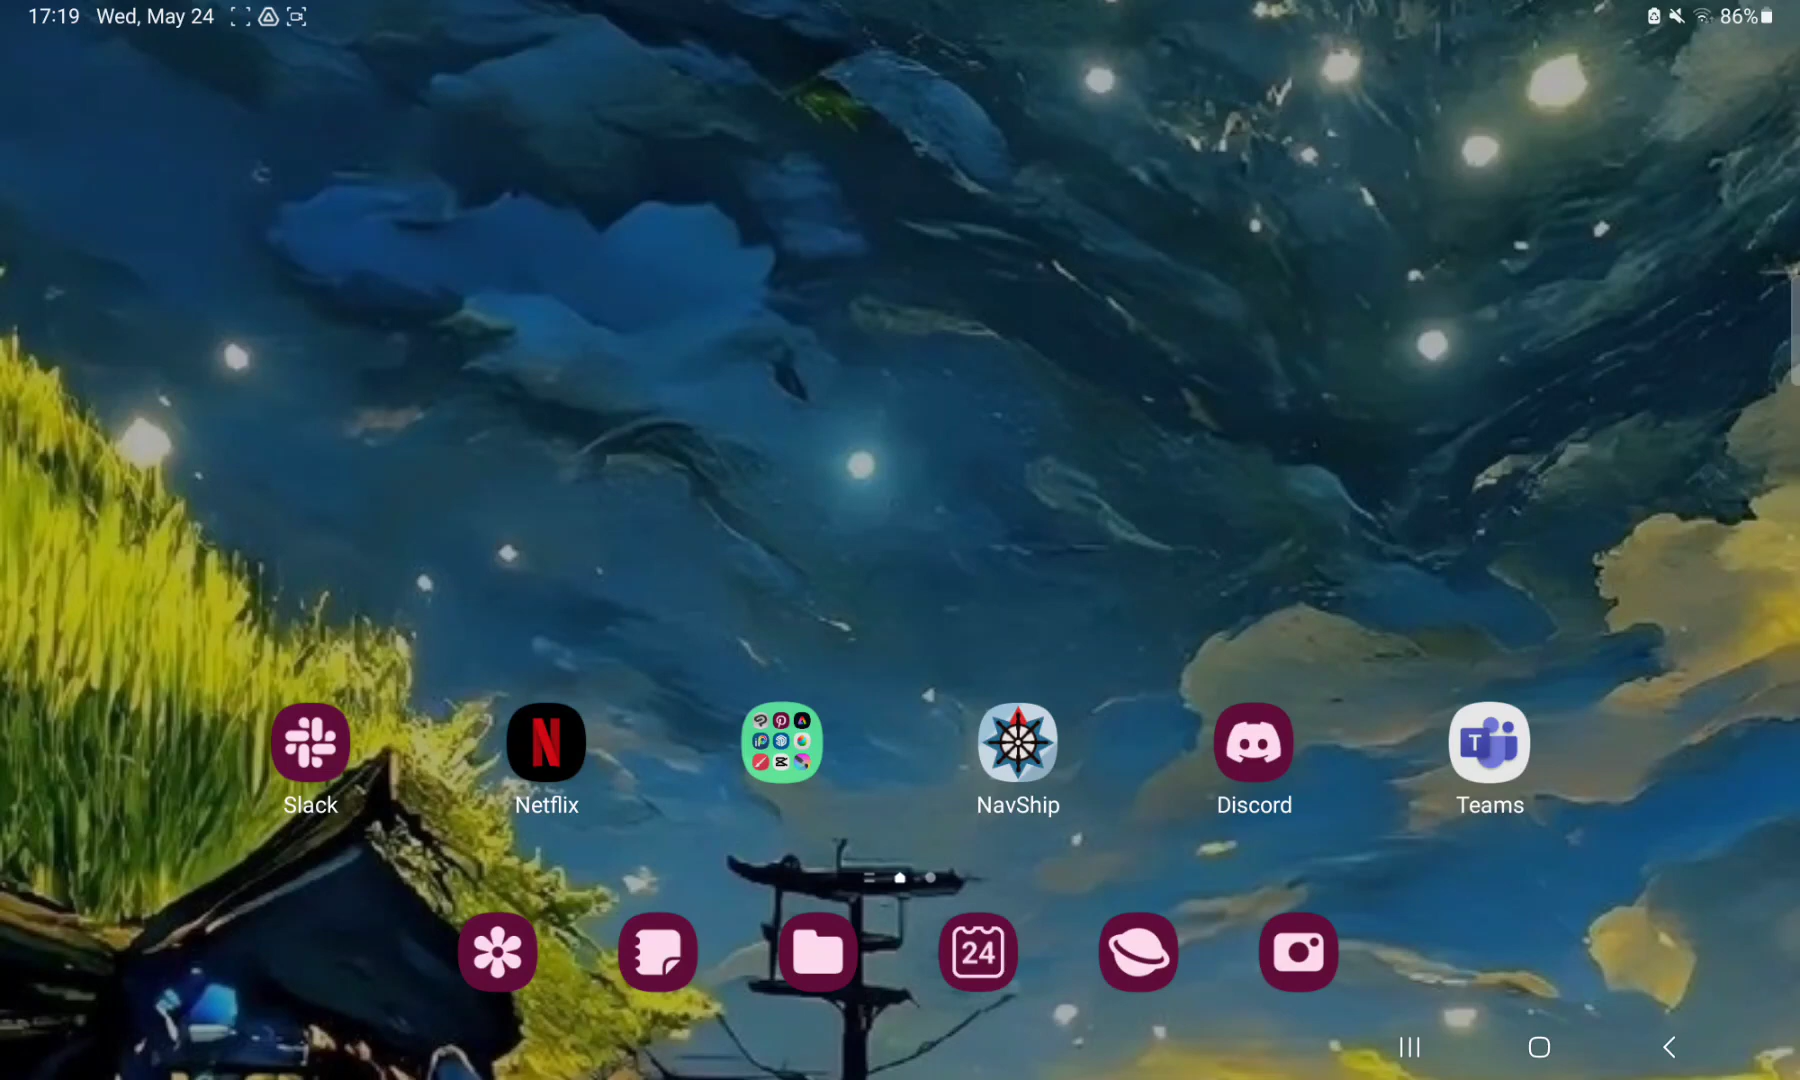 17:19 Wed, May 24
86%
N
T
Slack
Netflix
NavShip
Discord
Teams
24